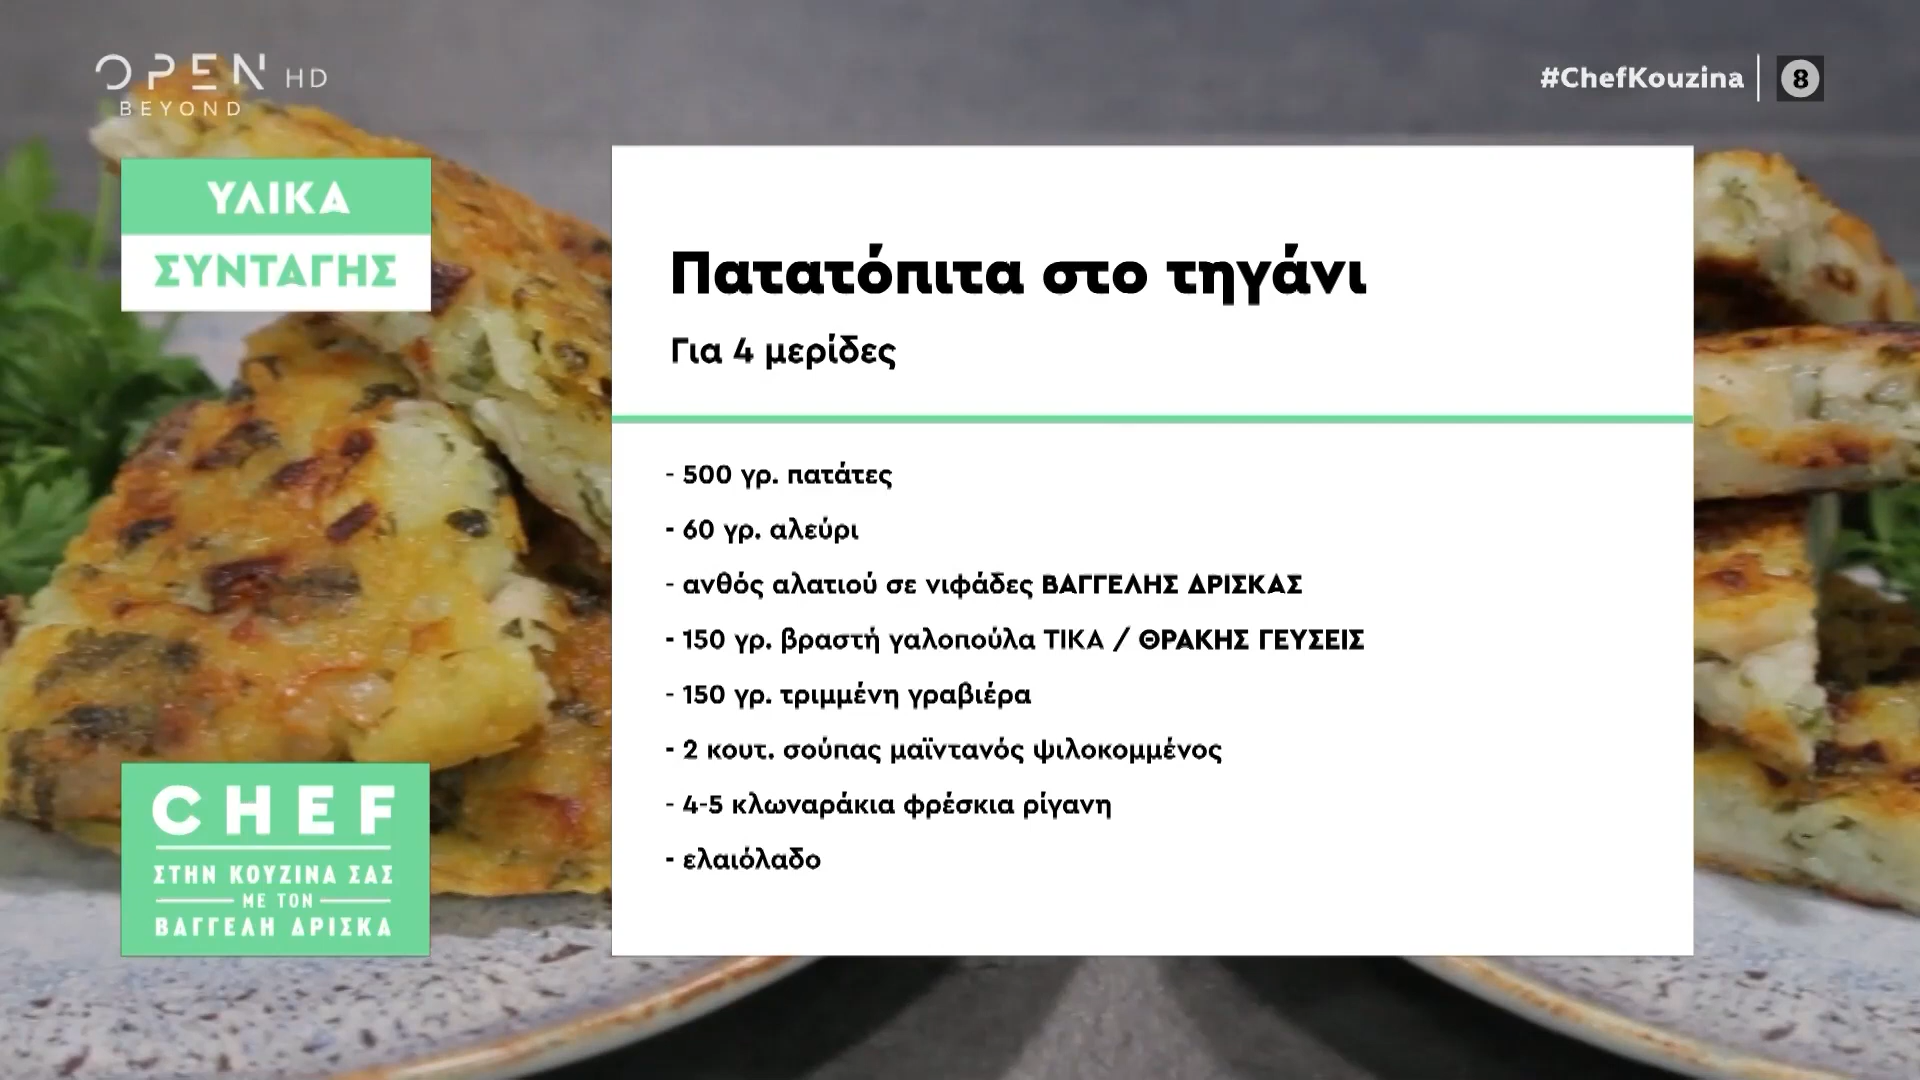 OPEN HD
BEYOND
#ChefKouzina
8
ΥΛΙΚΑ
ΣΥΝΤΑΓΗΣ
Πατατόπιτα στο τηγάνι
Για 4 μερίδες
- 500 γρ. πατάτες
- 60 γρ. αλεύρι
- ανθός αλατιού σε νιφάδες ΒΑΓΓΕΛΗΣ ΔΡΙΣΚΑΣ
- 150 γρ. βραστή γαλοπούλα ΤΙΚΑ / ΘΡΑΚΗΣ ΓΕΥΣΕΙΣ
- 150 γρ. τριμμένη γραβιέρα
- 2 κουτ. σούπας μαϊντανός ψιλοκομμένος
- 4-5 κλωναράκια φρέσκια ρίγανη
- ελαιόλαδο
CHEF
ΣΤΗΝ ΚΟΥΖΙΝΑ ΣΑΣ
ΜΕ ΤΟΝ
ΒΑΓΓΕΛΗ ΔΡΙΣΚΑ